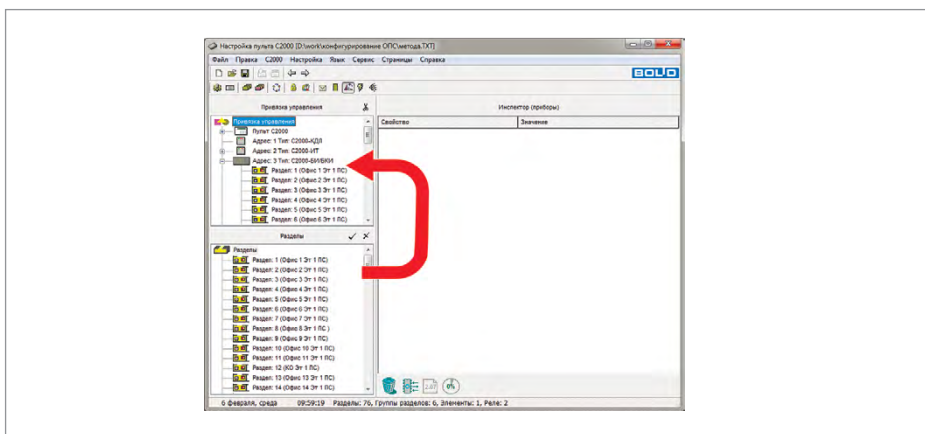 Настройка пульта С2000 [D:\work\конфигурирование ОПС\метода.TXT]
Файл Правка С2000 Настройка Язык Сервис Страницы Справка
BOLID
Привязка управления
Инспектор (приборы)
Привязка управления
Свойство Значение
Пульт С2000
Адрес: 1 Тип: С2000-КДЛ
Адрес: 2 Тип: С2000-ИТ
Адрес: 3 Тип: С2000-БИ/БКИ
Раздел: 1 (Офис 1 Эт 1 ПС)
Раздел: 2 (Офис 2 Эт 1 ПС)
Раздел: 3 (Офис 3 Эт 1 ПС)
Раздел: 4 (Офис 4 Эт 1 ПС)
Раздел: 5 (Офис 5 Эт 1 ПС)
Раздел: 6 (Офис 6 Эт 1 ПС)
Разделы
Разделы
Раздел: 1 (Офис 1 Эт 1 ПС)
Раздел: 2 (Офис 2 Эт 1 ПС)
Раздел: 3 (Офис 3 Эт 1 ПС)
Раздел: 4 (Офис 4 Эт 1 ПС)
Раздел: 5 (Офис 5 Эт 1 ПС)
Раздел: 6 (Офис 6 Эт 1 ПС)
Раздел: 7 (Офис 7 Эт 1 ПС)
Раздел: 8 (Офис 8 Эт 1 ПС )
Раздел: 9 (Офис 9 Эт 1 ПС)
Раздел: 10 (Офис 10 Эт 1 ПС)
Раздел: 11 (Офис 11 Эт 1 ПС)
Раздел: 12 (КО Эт 1 ПС)
Раздел: 13 (Офис 13 Эт 1 ПС)
Раздел: 14 (Офис 14 Эт 1 ПС)
0%
6 февраля, среда 09:59:19 Разделы: 76, Группы разделов: 6, Элементы: 1, Реле: 2